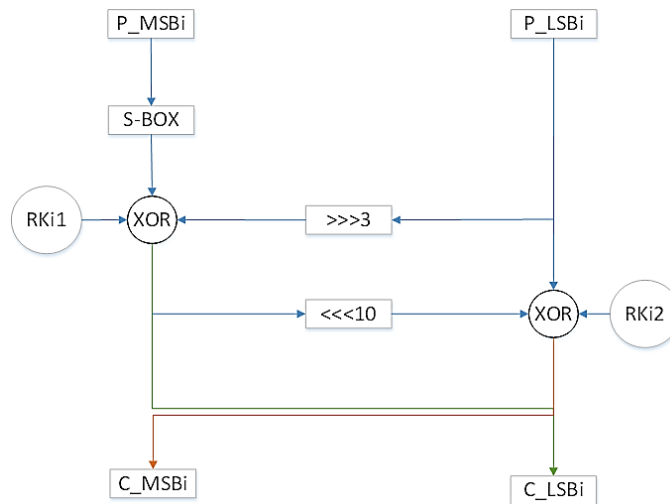 P_MSBi
P_LSBi
S-BOX
RKi1
XOR
>>>3
<<<10
XOR
RKi2
C_MSBi
C_LSBi